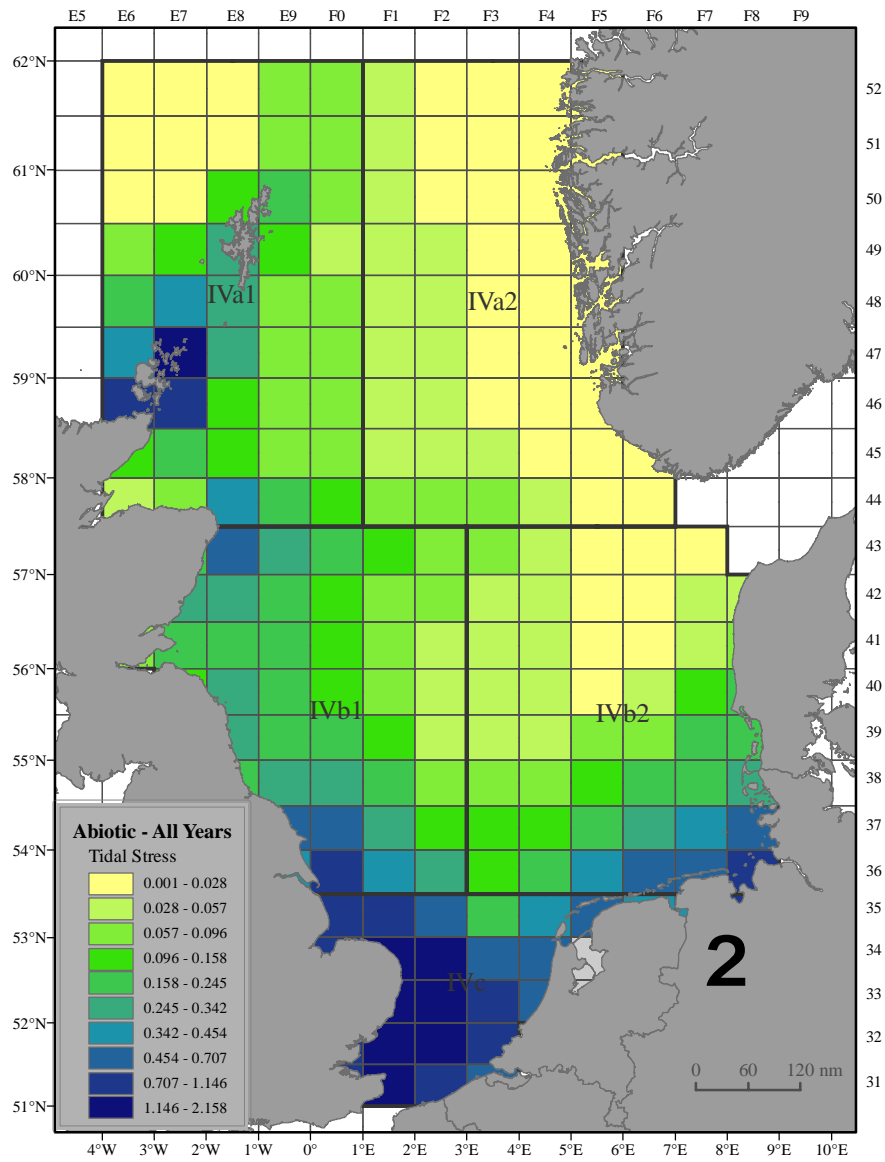 E5 E6 E7 E8 E9 F0 F1 F2 F3 F4 F5 F6 F7 F8 F9
62°N
52
51
61°N
50
49
60°N
IVa1 IVa2
48
47
59°N
46
45
58°N
44
43
57°N
42
41
56°N
40
IVb1 IVb2
39
55°N
38
Abiotic - All Years
37
Tidal Stress
54°N
0.001 - 0.028
36
0.028 - 0.057
35
0.057 - 0.096
53°N
0.096 - 0.158
2
34
0.158 - 0.245
IVc
33
0.245 - 0.342
52°N
0.342 - 0.454
32
0.454 - 0.707
0 60 120 nm
0.707 - 1.146
31
51°N
1.146 - 2.158
4°W 3°W 2°W 1°W 0° 1°E 2°E 3°E 4°E 5°E 6°E 7°E 8°E 9°E 10°E